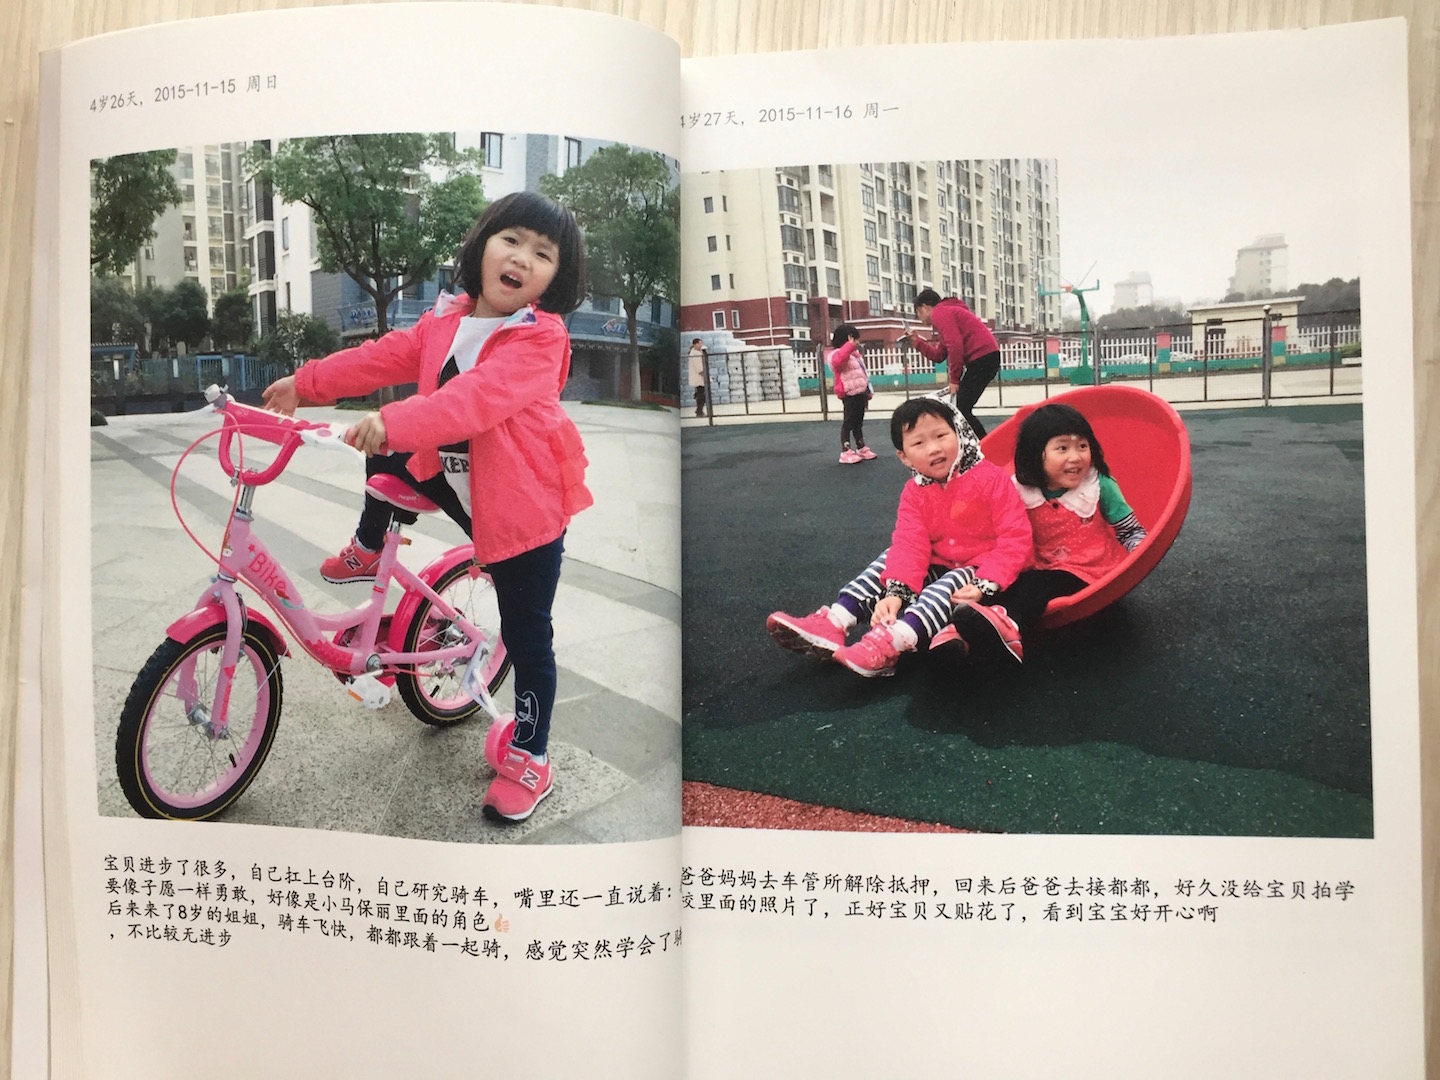 4岁26天，2015-11-15 周日
KER
Bike
N
N
宝贝进步了很多，自己扛上台阶，自己研究骑车，嘴里还一直说着：
要像子愿一样勇敢，好像是小马保丽里面的角色👍
后来来了8岁的姐姐，骑车飞快，都都跟着一起骑，感觉突然学会了骑
，不比较无进步
4岁27天，2015-11-16 周一
爸爸妈妈去车管所解除抵押，回来后爸爸去接都都，好久没给宝贝拍学
校里面的照片了，正好宝贝又贴花了，看到宝宝好开心啊